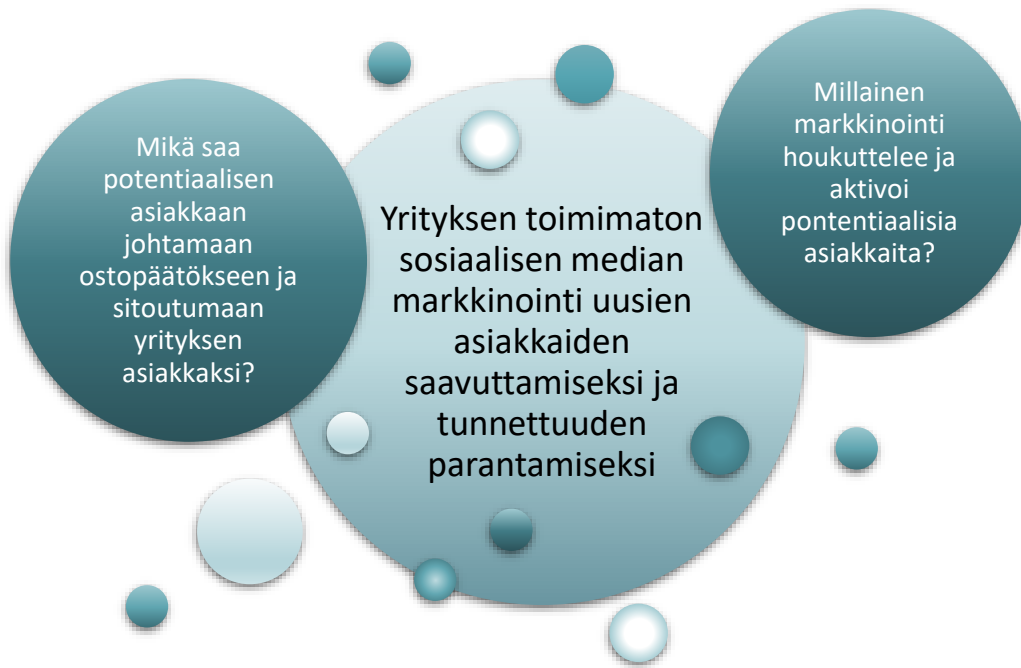 Mikä saa
potentiaalisen
asiakkaan
johtamaan
ostopäätökseen ja
sitoutumaan
yrityksen
asiakkaksi?
Yrityksen toimimaton
sosiaalisen median
markkinointi uusien
asiakkaiden
saavuttamiseksi ja
tunnettuuden
parantamiseksi
Millainen
markkinointi
houkuttelee ja
aktivoi
pontentiaalisia
asiakkaita?